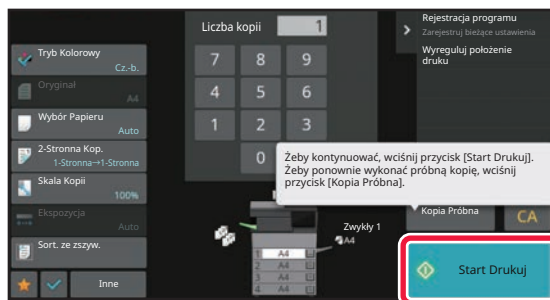 Liczba kopii
1
Rejestracja programu
Zarejestruj bieżące ustawienia
Wyreguluj położenie
druku
Tryb Kolorowy
Cz.-b.
Oryginał
A4
Wybór Papieru
Auto
2-Stronna Kop.
1-Stronna→1-Stronna
Skala Kopii
100%
Ekspozycja
Auto
Sort. ze zszyw.
Inne
7 8 9
4 5 6
1 2 3
0
Żeby kontynuować, wciśnij przycisk [Start Drukuj].
Żeby ponownie wykonać próbną kopię, wciśnij
przycisk [Kopia Próbna].
Zwykły 1
A4
1 A4
2 A4
3 A4
4 A4
Kopia Próbna
CA
Start Drukuj